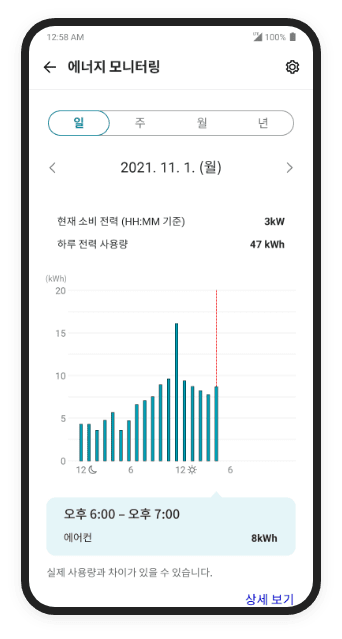 12:58 AM 100%
에너지 모니터링
일 주 월 년
2021. 11. 1. (월)
현재 소비 전력 (HH:MM 기준) 3kW
하루 전력 사용량 47 kWh
(kWh)
20
15
10
5
0
12 6 12 6
오후 6:00 – 오후 7:00
에어컨 8kWh
실제 사용량과 차이가 있을 수 있습니다.
상세 보기